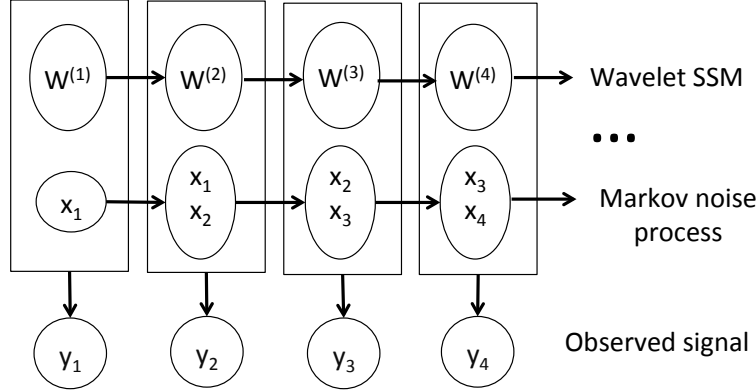 W⁽¹⁾ W⁽²⁾ W⁽³⁾ W⁽⁴⁾ Wavelet SSM
...
x₁ x₁ x₂ x₃ Markov noise
x₂ x₃ x₄ process
y₁ y₂ y₃ y₄ Observed signal